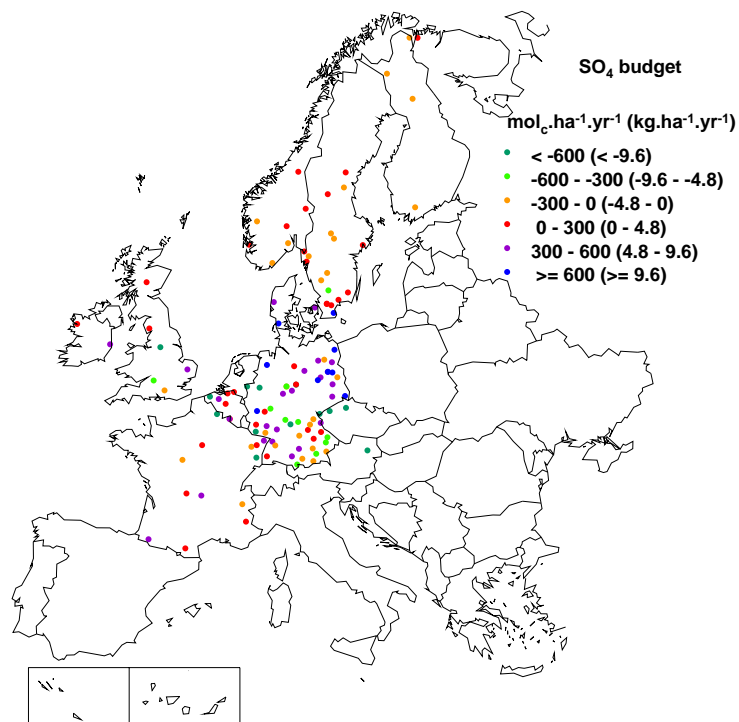 SO₄ budget
mol_c.ha⁻¹.yr⁻¹ (kg.ha⁻¹.yr⁻¹)
< -600 (< -9.6)
-600 - -300 (-9.6 - -4.8)
-300 - 0 (-4.8 - 0)
0 - 300 (0 - 4.8)
300 - 600 (4.8 - 9.6)
>= 600 (>= 9.6)